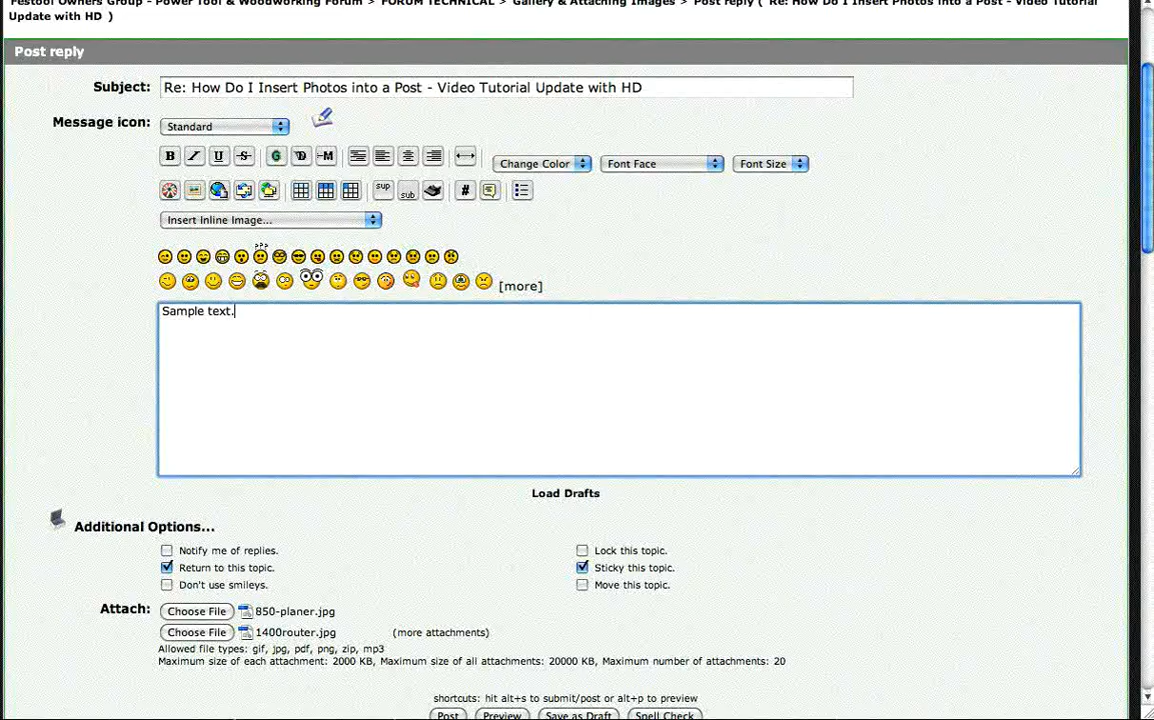 Festool Owners Group - Power Tool & Woodworking Forum > FORUM TECHNICAL > Gallery & Attaching Images > Post reply ( Re: How Do I Insert Photos into a Post - Video Tutorial
Update with HD )
Post reply
Subject: Re: How Do I Insert Photos into a Post - Video Tutorial Update with HD
Message icon: Standard
B I U S G D M Change Color Font Face Font Size
sup sub #
Insert Inline Image...
???
[more]
Sample text.
Load Drafts
Additional Options...
Notify me of replies. Lock this topic.
Return to this topic. Sticky this topic.
Don't use smileys. Move this topic.
Attach: Choose File 850-planer.jpg
Choose File 1400router.jpg (more attachments)
Allowed file types: gif, jpg, pdf, png, zip, mp3
Maximum size of each attachment: 2000 KB, Maximum size of all attachments: 20000 KB, Maximum number of attachments: 20
shortcuts: hit alt+s to submit/post or alt+p to preview
Post Preview Save as Draft Spell Check